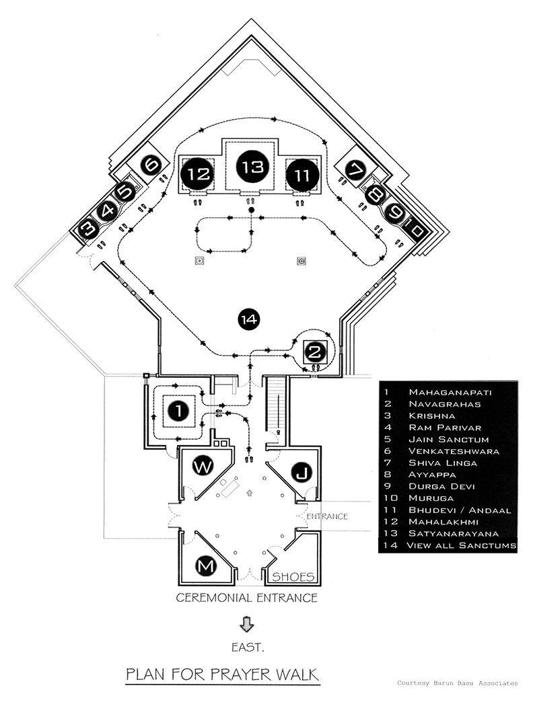 6
13
12
11
7
5
8
4
9
3
10
14
2
1
W
J
ENTRANCE
M
SHOES
CEREMONIAL ENTRANCE
EAST.
PLAN FOR PRAYER WALK
1 MAHAGANAPATI
2 NAVAGRAHAS
3 KRISHNA
4 RAM PARIVAR
5 JAIN SANCTUM
6 VENKATESHWARA
7 SHIVA LINGA
8 AYYAPPA
9 DURGA DEVI
10 MURUGA
11 BHUDEVI / ANDAAL
12 MAHALAKHMI
13 SATYANARAYANA
14 VIEW ALL SANCTUMS
Courtesy Burun Basu Associates